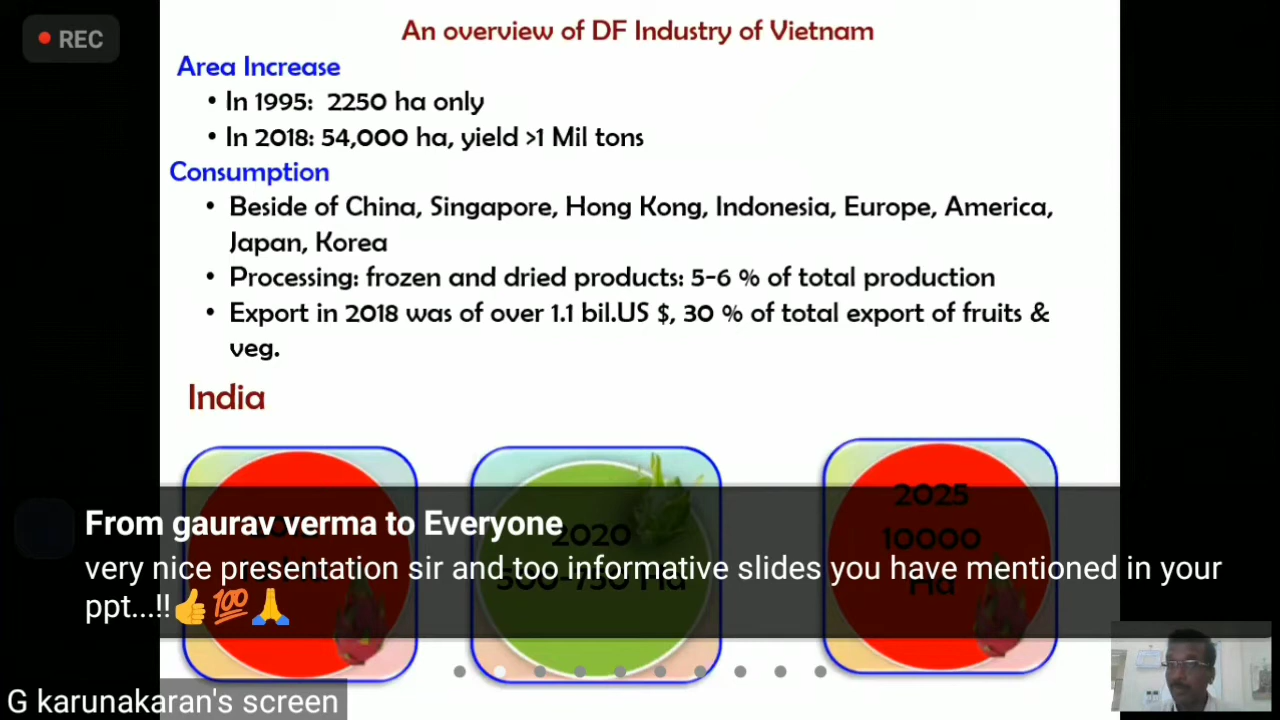 REC
An overview of DF Industry of Vietnam
Area Increase
• In 1995: 2250 ha only
• In 2018: 54,000 ha, yield >1 Mil tons
Consumption
• Beside of China, Singapore, Hong Kong, Indonesia, Europe, America,
Japan, Korea
• Processing: frozen and dried products: 5-6 % of total production
• Export in 2018 was of over 1.1 bil.US $, 30 % of total export of fruits &
veg.
India
2020
500-750 Ha
2025
10000
Ha
From gaurav verma to Everyone
very nice presentation sir and too informative slides you have mentioned in your
ppt...!!👍💯🙏
G karunakaran's screen